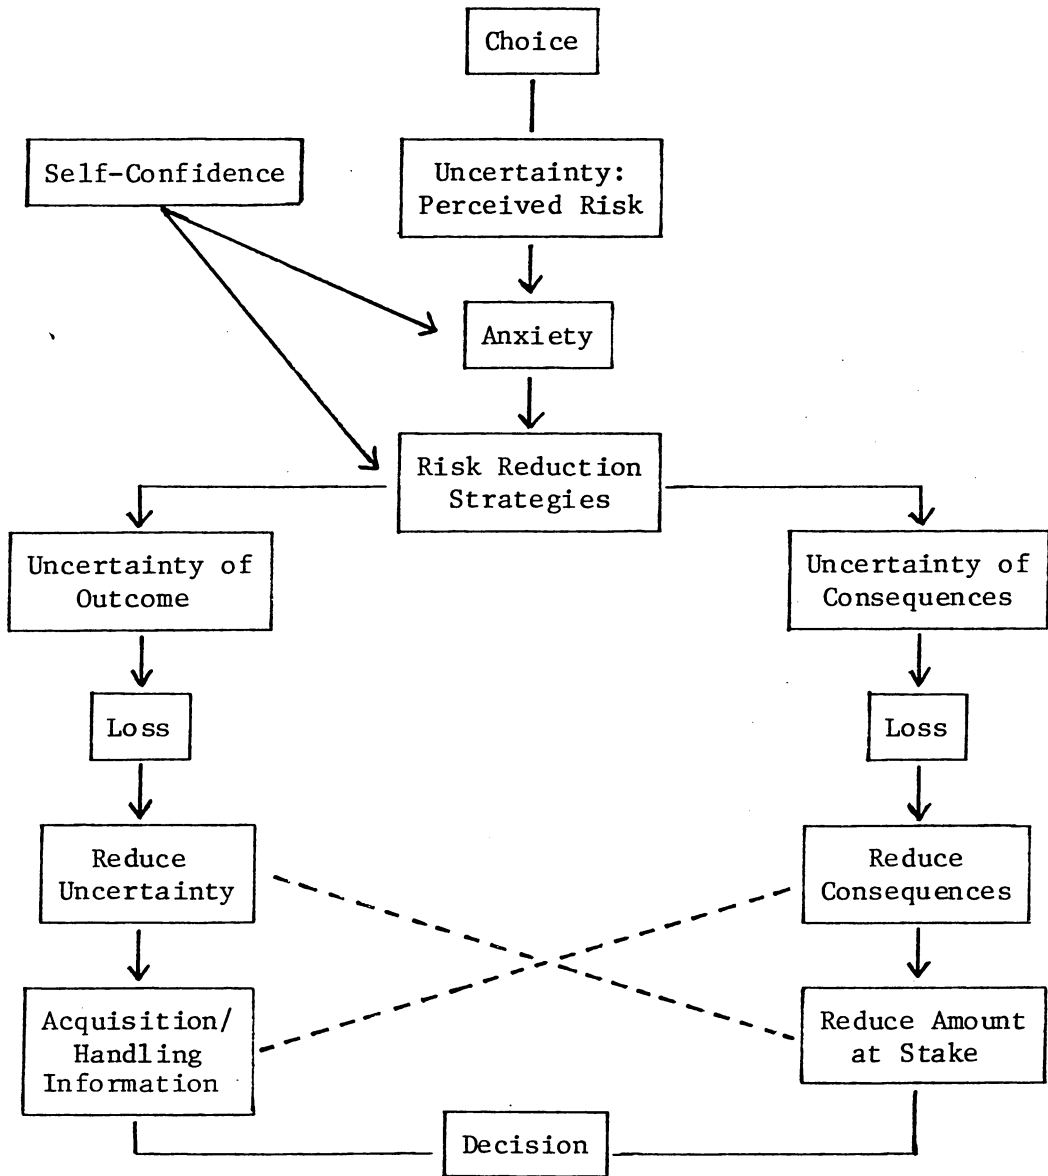 Choice
Self-Confidence
Uncertainty:
Perceived Risk
Anxiety
Risk Reduction
Strategies
Uncertainty of
Outcome
Uncertainty of
Consequences
Loss
Loss
Reduce
Uncertainty
Reduce
Consequences
Acquisition/
Handling
Information
Reduce Amount
at Stake
Decision